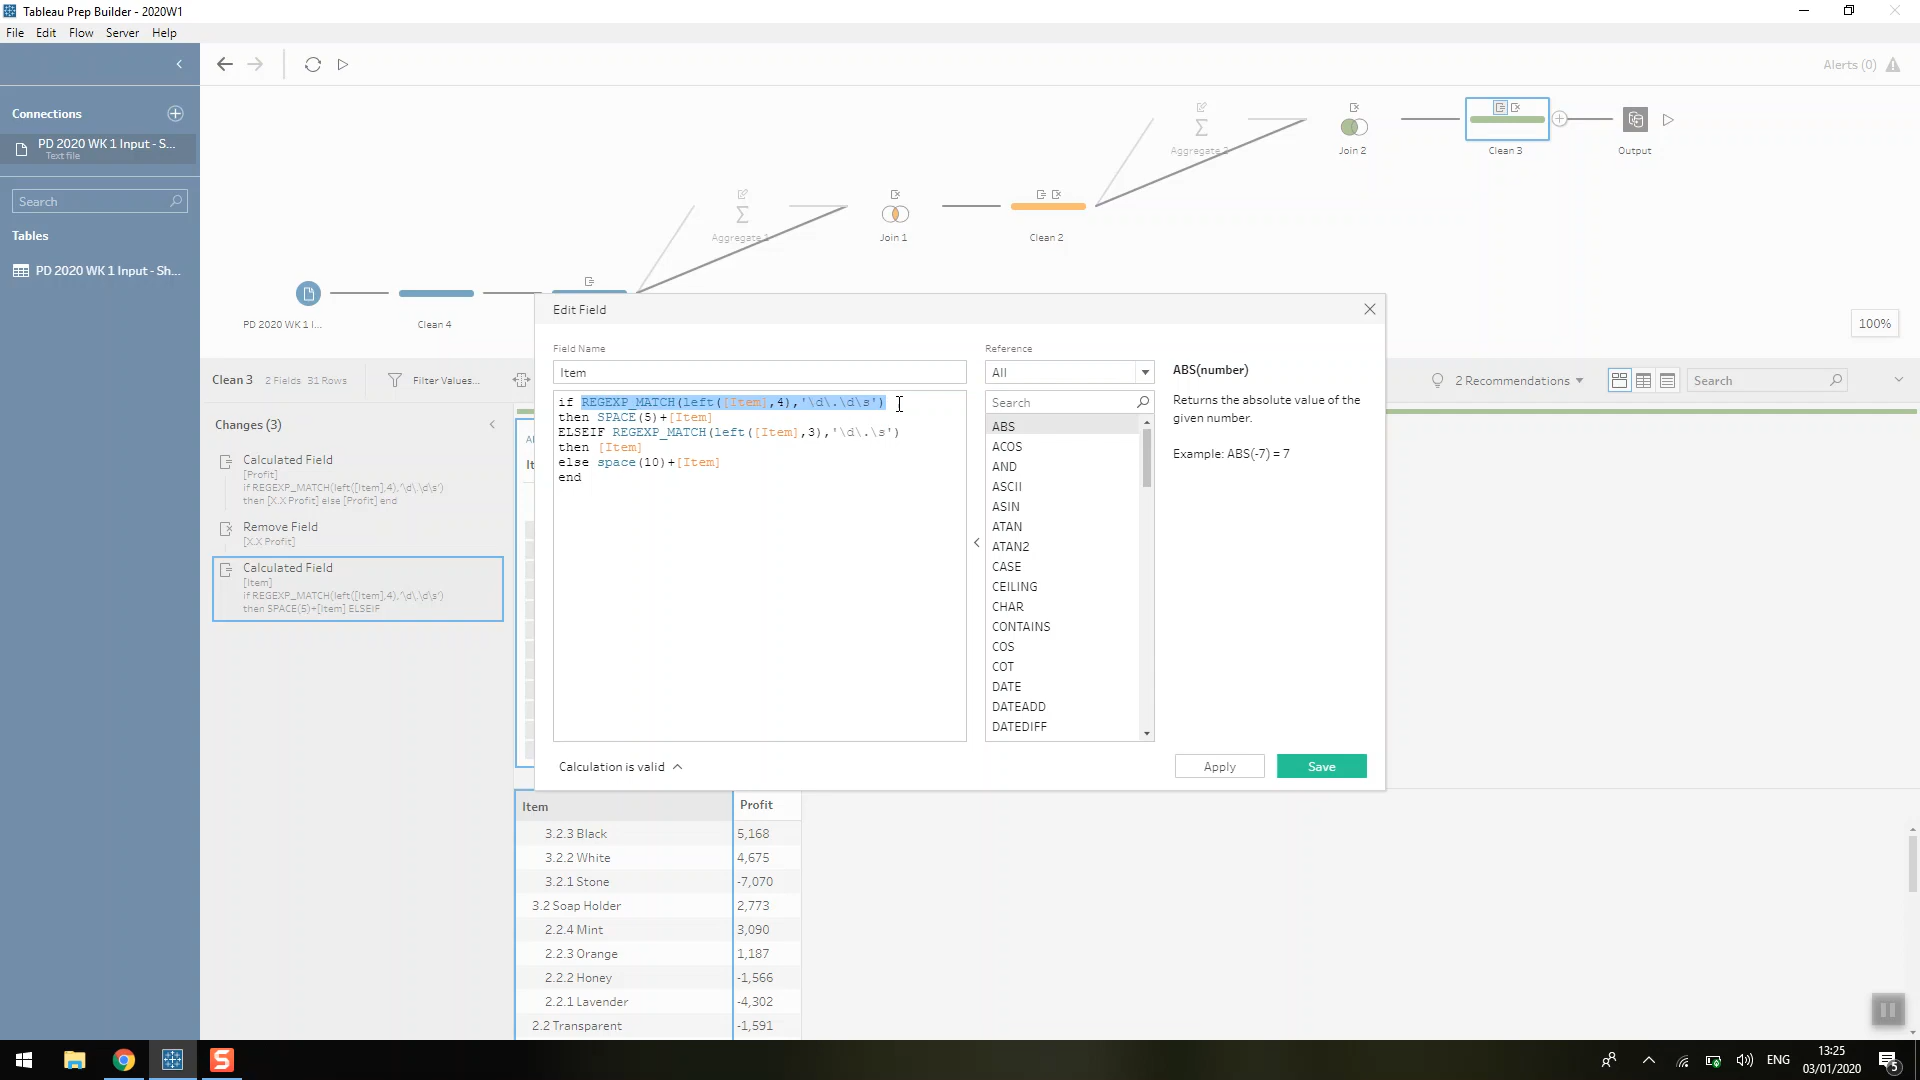 Tableau Prep Builder - 2020W1
File Edit Flow Server Help
Alerts (0)
Connections
PD 2020 WK 1 Input - S...
Text file
Search
Tables
PD 2020 WK 1 Input - Sh...
Aggregate 2
Join 2
Clean 3
Output
Aggregate 1
Join 1
Clean 2
PD 2020 WK 1 I...
Clean 4
100%
Clean 3 2 Fields 31 Rows
Filter Values...
2 Recommendations
Search
Changes (3)
Calculated Field
[Profit]
if REGEXP_MATCH(left([Item],4),'\d\.\d\s')
then [X.X Profit] else [Profit] end
Remove Field
[X.X Profit]
Calculated Field
[Item]
if REGEXP_MATCH(left([Item],4),'\d\.\d\s')
then SPACE(5)+[Item] ELSEIF
Edit Field
Field Name
Item
if REGEXP_MATCH(left([Item],4),'\d\.\d\s')
then SPACE(5)+[Item]
ELSEIF REGEXP_MATCH(left([Item],3),'\d\.\s')
then [Item]
else space(10)+[Item]
end
Calculation is valid
Reference
All
Search
ABS
ACOS
AND
ASCII
ASIN
ATAN
ATAN2
CASE
CEILING
CHAR
CONTAINS
COS
COT
DATE
DATEADD
DATEDIFF
ABS(number)
Returns the absolute value of the
given number.
Example: ABS(-7) = 7
Apply
Save
Item Profit
3.2.3 Black 5,168
3.2.2 White 4,675
3.2.1 Stone -7,070
3.2 Soap Holder 2,773
2.2.4 Mint 3,090
2.2.3 Orange 1,187
2.2.2 Honey -1,566
2.2.1 Lavender -4,302
2.2 Transparent -1,591
ENG
13:25
03/01/2020
5